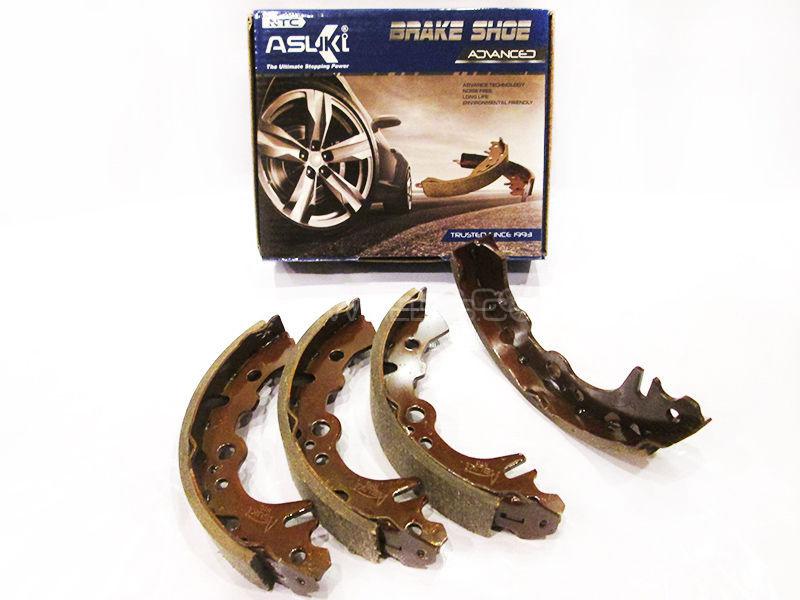 NTC
ASUKi
The Ultimate Stopping Power
BRAKE SHOE
ADVANCED
ADVANCE TECHNOLOGY
NOISE FREE
LONG LIFE
ENVIRONMENTAL FRIENDLY
TRUSTED SINCE 1993